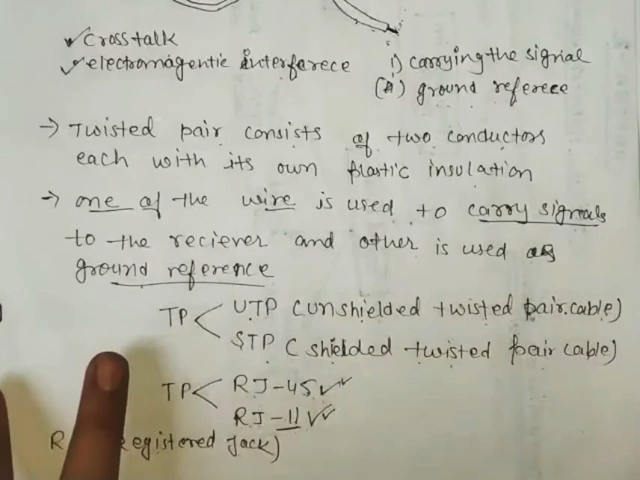 crosstalk
electromagentic interferece
i) carrying the signial
(ii) ground referece
→ Twisted pair consists of two conductors
each with its own plastic insulation
→ one of the wire is used to carry signals
to the reciever and other is used as
ground reference
TP < UTP (unshielded twisted pair cable)
STP (shielded twisted pair cable)
TP < RJ-45
RJ-11
R egistered Jack)